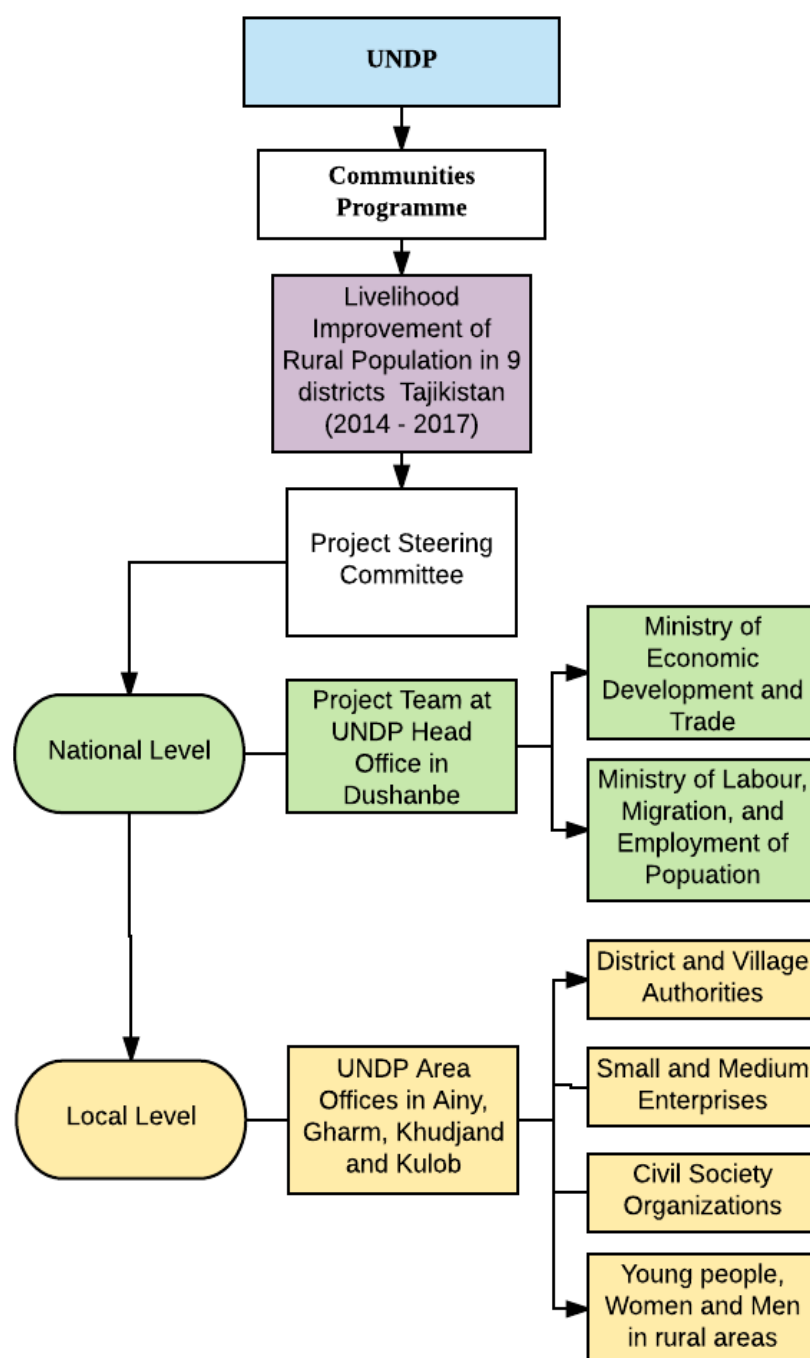 UNDP
Communities
Programme
Livelihood
Improvement of
Rural Population in 9
districts Tajikistan
(2014 - 2017)
Project Steering
Committee
National Level
Project Team at
UNDP Head
Office in
Dushanbe
Ministry of
Economic
Development and
Trade
Ministry of Labour,
Migration, and
Employment of
Popuation
Local Level
UNDP Area
Offices in Ainy,
Gharm, Khudjand
and Kulob
District and Village
Authorities
Small and Medium
Enterprises
Civil Society
Organizations
Young people,
Women and Men
in rural areas